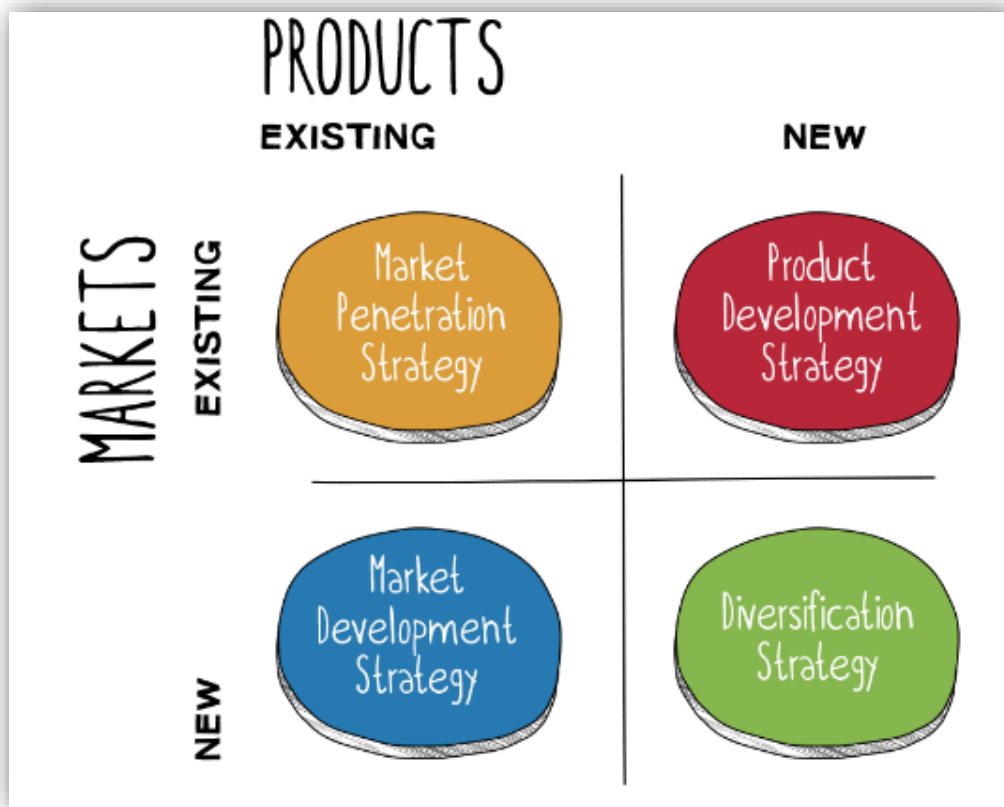 PRODUCTS
EXISTING
NEW
MARKETS
EXISTING
Market
Penetration
Strategy
Product
Development
Strategy
NEW
Market
Development
Strategy
Diversification
Strategy